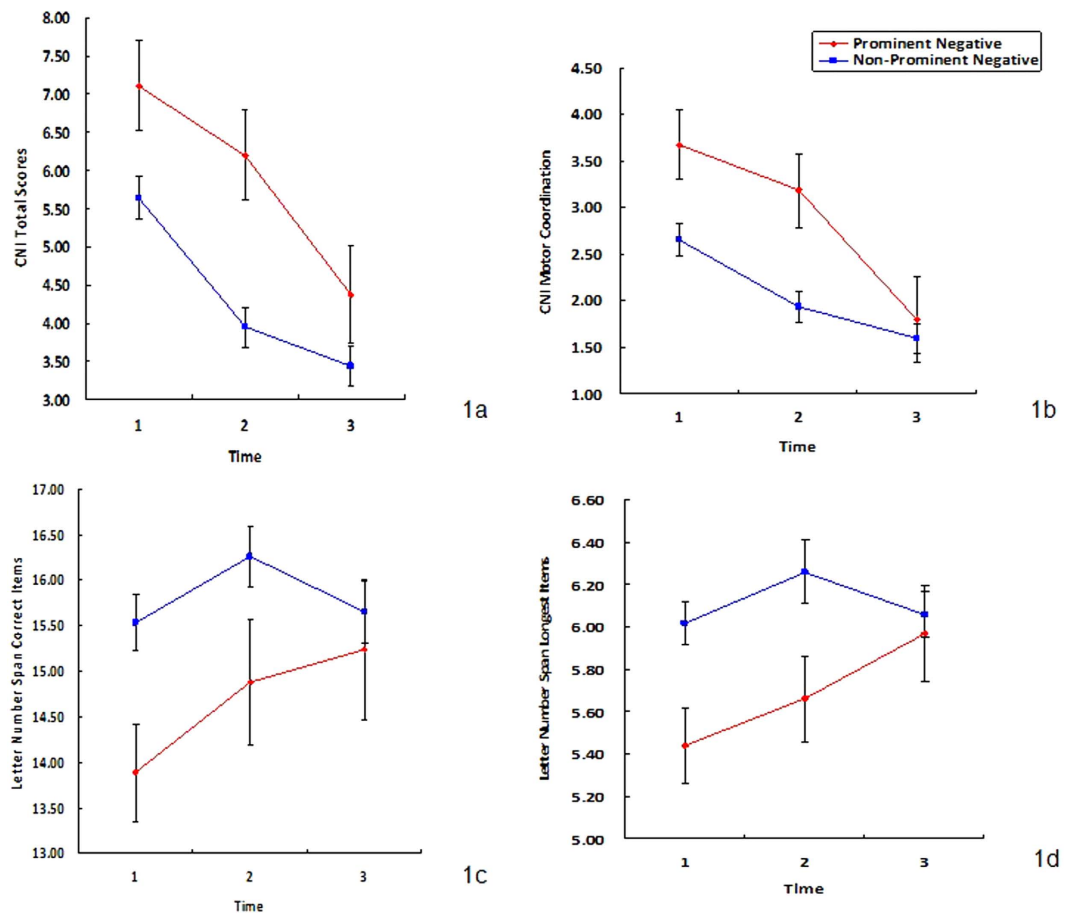 8.00
7.50
7.00
6.50
6.00
5.50
5.00
4.50
4.00
3.50
3.00
CNI Total Scores
1 2 3
Time
1a
Prominent Negative
Non-Prominent Negative
4.50
4.00
3.50
3.00
2.50
2.00
1.50
1.00
CNI Motor Coordination
1 2 3
Time
1b
17.00
16.50
16.00
15.50
15.00
14.50
14.00
13.50
13.00
Letter Number Span Correct Items
1 2 3
Time
1c
6.60
6.40
6.20
6.00
5.80
5.60
5.40
5.20
5.00
Letter Number Span Longest Items
1 2 3
Time
1d